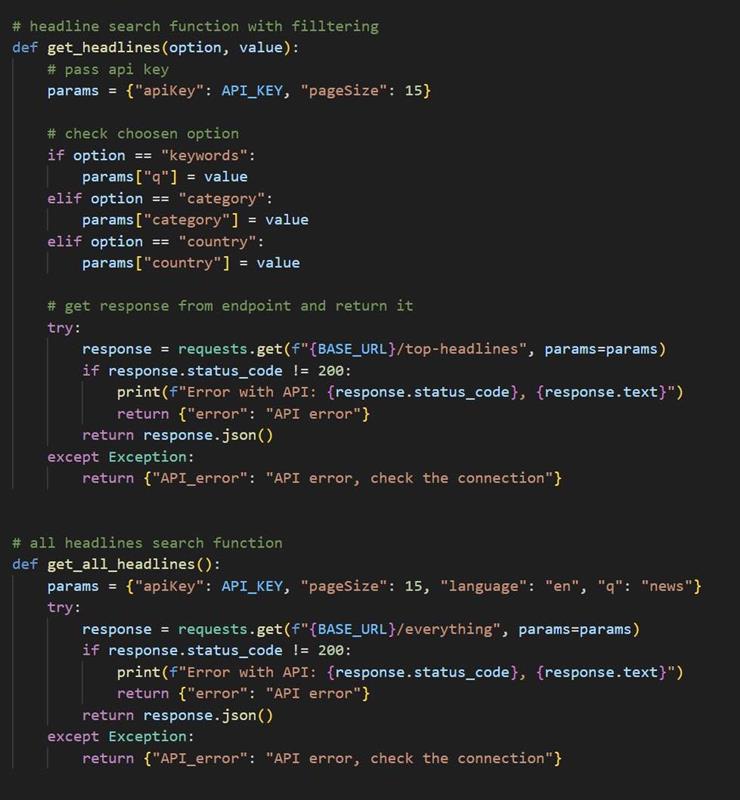 # headline search function with filltering
def get_headlines(option, value):
    # pass api key
    params = {"apiKey": API_KEY, "pageSize": 15}

    # check choosen option
    if option == "keywords":
        params["q"] = value
    elif option == "category":
        params["category"] = value
    elif option == "country":
        params["country"] = value

    # get response from endpoint and return it
    try:
        response = requests.get(f"{BASE_URL}/top-headlines", params=params)
        if response.status_code != 200:
            print(f"Error with API: {response.status_code}, {response.text}")
            return {"error": "API error"}
        return response.json()
    except Exception:
        return {"API_error": "API error, check the connection"}


# all headlines search function
def get_all_headlines():
    params = {"apiKey": API_KEY, "pageSize": 15, "language": "en", "q": "news"}
    try:
        response = requests.get(f"{BASE_URL}/everything", params=params)
        if response.status_code != 200:
            print(f"Error with API: {response.status_code}, {response.text}")
            return {"error": "API error"}
        return response.json()
    except Exception:
        return {"API_error": "API error, check the connection"}